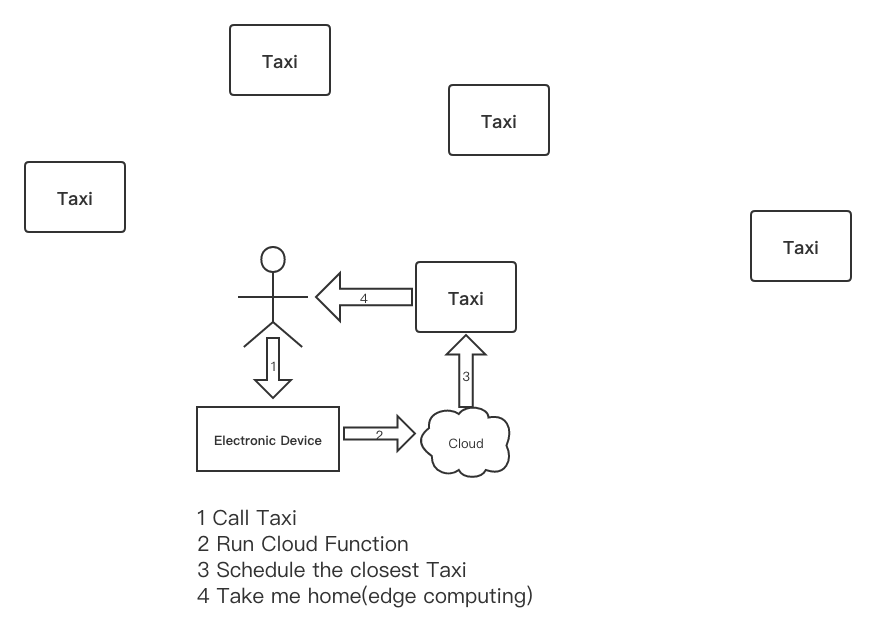 Taxi
Taxi
Taxi
Taxi
4
Taxi
1
3
Electronic Device
2
Cloud
1 Call Taxi
2 Run Cloud Function
3 Schedule the closest Taxi
4 Take me home(edge computing)